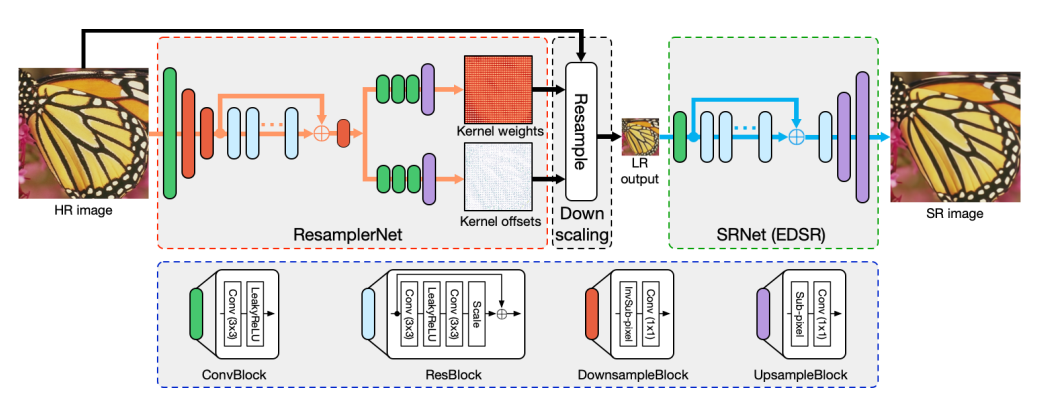 HR image
ResamplerNet
Kernel weights
Kernel offsets
Resample
Down
scaling
LR
output
SRNet (EDSR)
SR image
Conv (3x3)
LeakyReLU
ConvBlock
Conv (3x3)
LeakyReLU
Conv (3x3)
Scale
ResBlock
InvSub-pixel
Conv (1x1)
DownsampleBlock
Sub-pixel
Conv (1x1)
UpsampleBlock